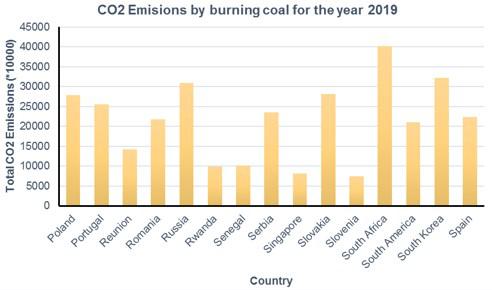 CO2 Emisions by burning coal for the year 2019
Total CO2 Emissions (*10000)
45000
40000
35000
30000
25000
20000
15000
10000
5000
0
Poland
Portugal
Reunion
Romania
Russia
Rwanda
Senegal
Serbia
Singapore
Slovakia
Slovenia
South Africa
South America
South Korea
Spain
Country